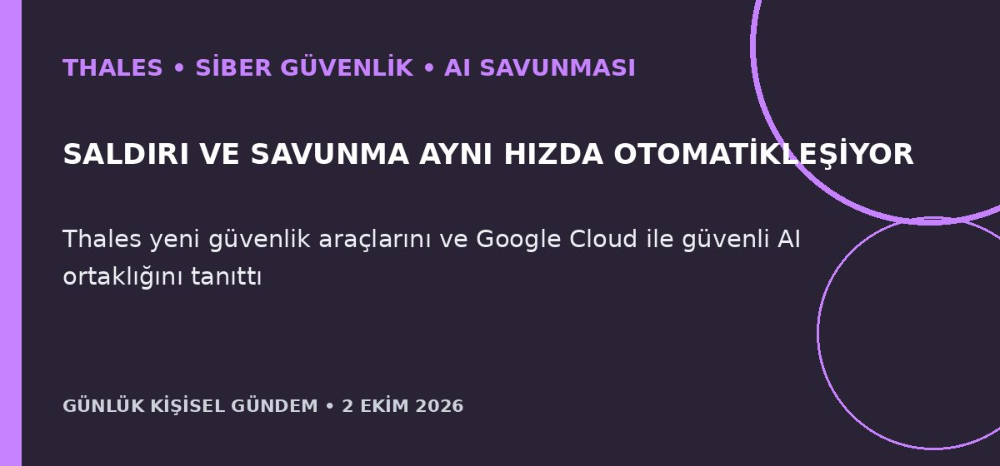 THALES • SİBER GÜVENLİK • AI SAVUNMASI
SALDIRI VE SAVUNMA AYNI HIZDA OTOMATİKLEŞİYOR
Thales yeni güvenlik araçlarını ve Google Cloud ile güvenli AI
ortaklığını tanıttı
GÜNLÜK KİŞİSEL GÜNDEM • 2 EKİM 2026